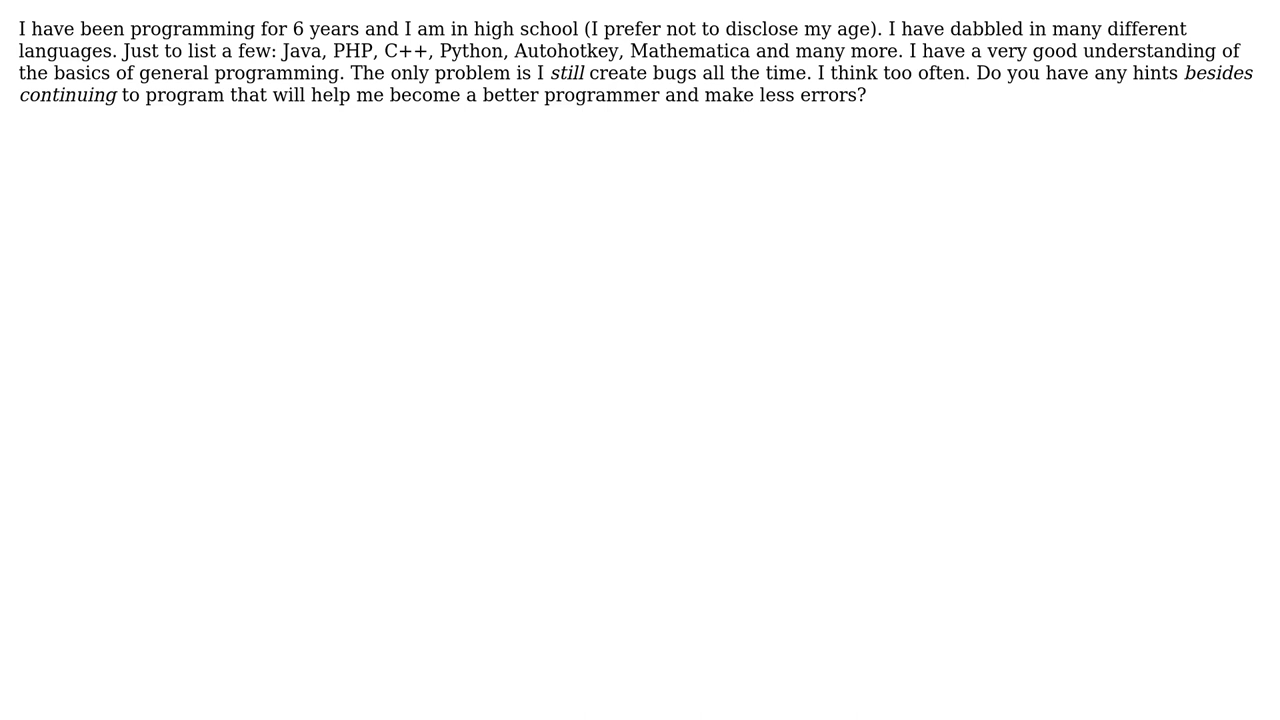 I have been programming for 6 years and I am in high school (I prefer not to disclose my age). I have dabbled in many different
languages. Just to list a few: Java, PHP, C++, Python, Autohotkey, Mathematica and many more. I have a very good understanding of
the basics of general programming. The only problem is I still create bugs all the time. I think too often. Do you have any hints besides
continuing to program that will help me become a better programmer and make less errors?